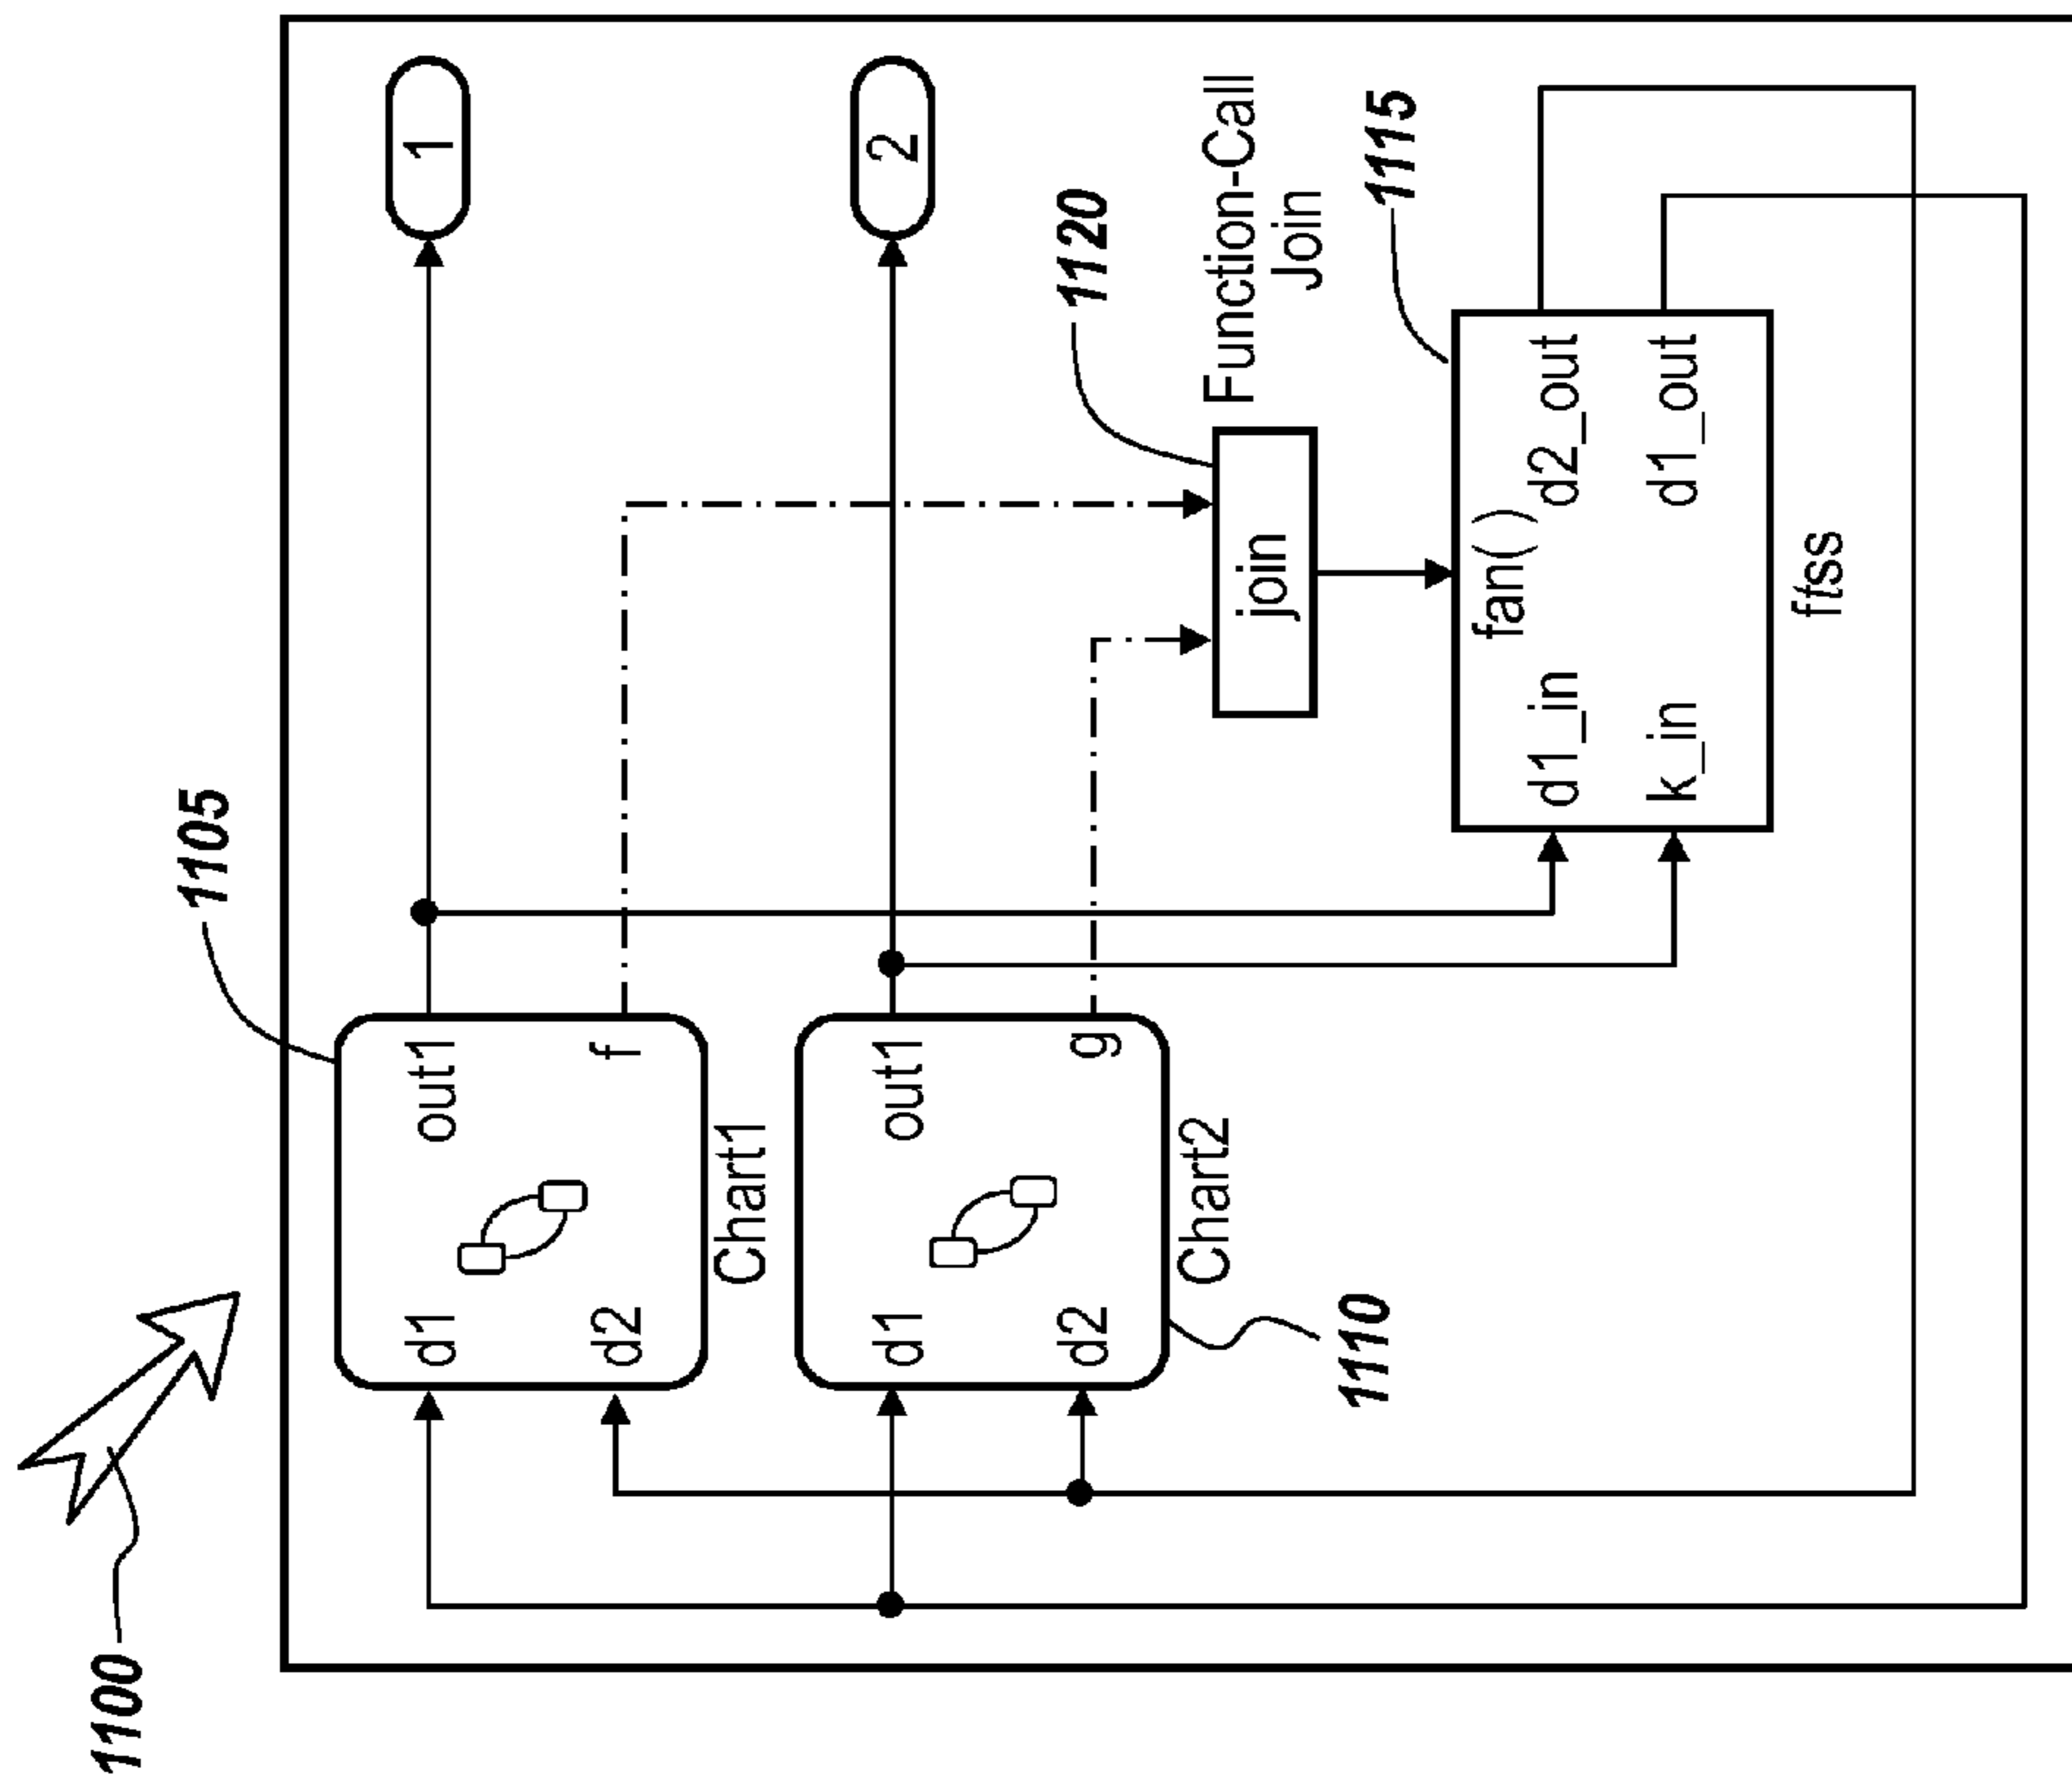 1100
1105
d1
out1
1
d2
f
Chart1
d1
out1
2
d2
g
Chart2
1110
1120
join
Function-Call
Join
1115
fan()
d1_in
d2_out
k_in
d1_out
ftss